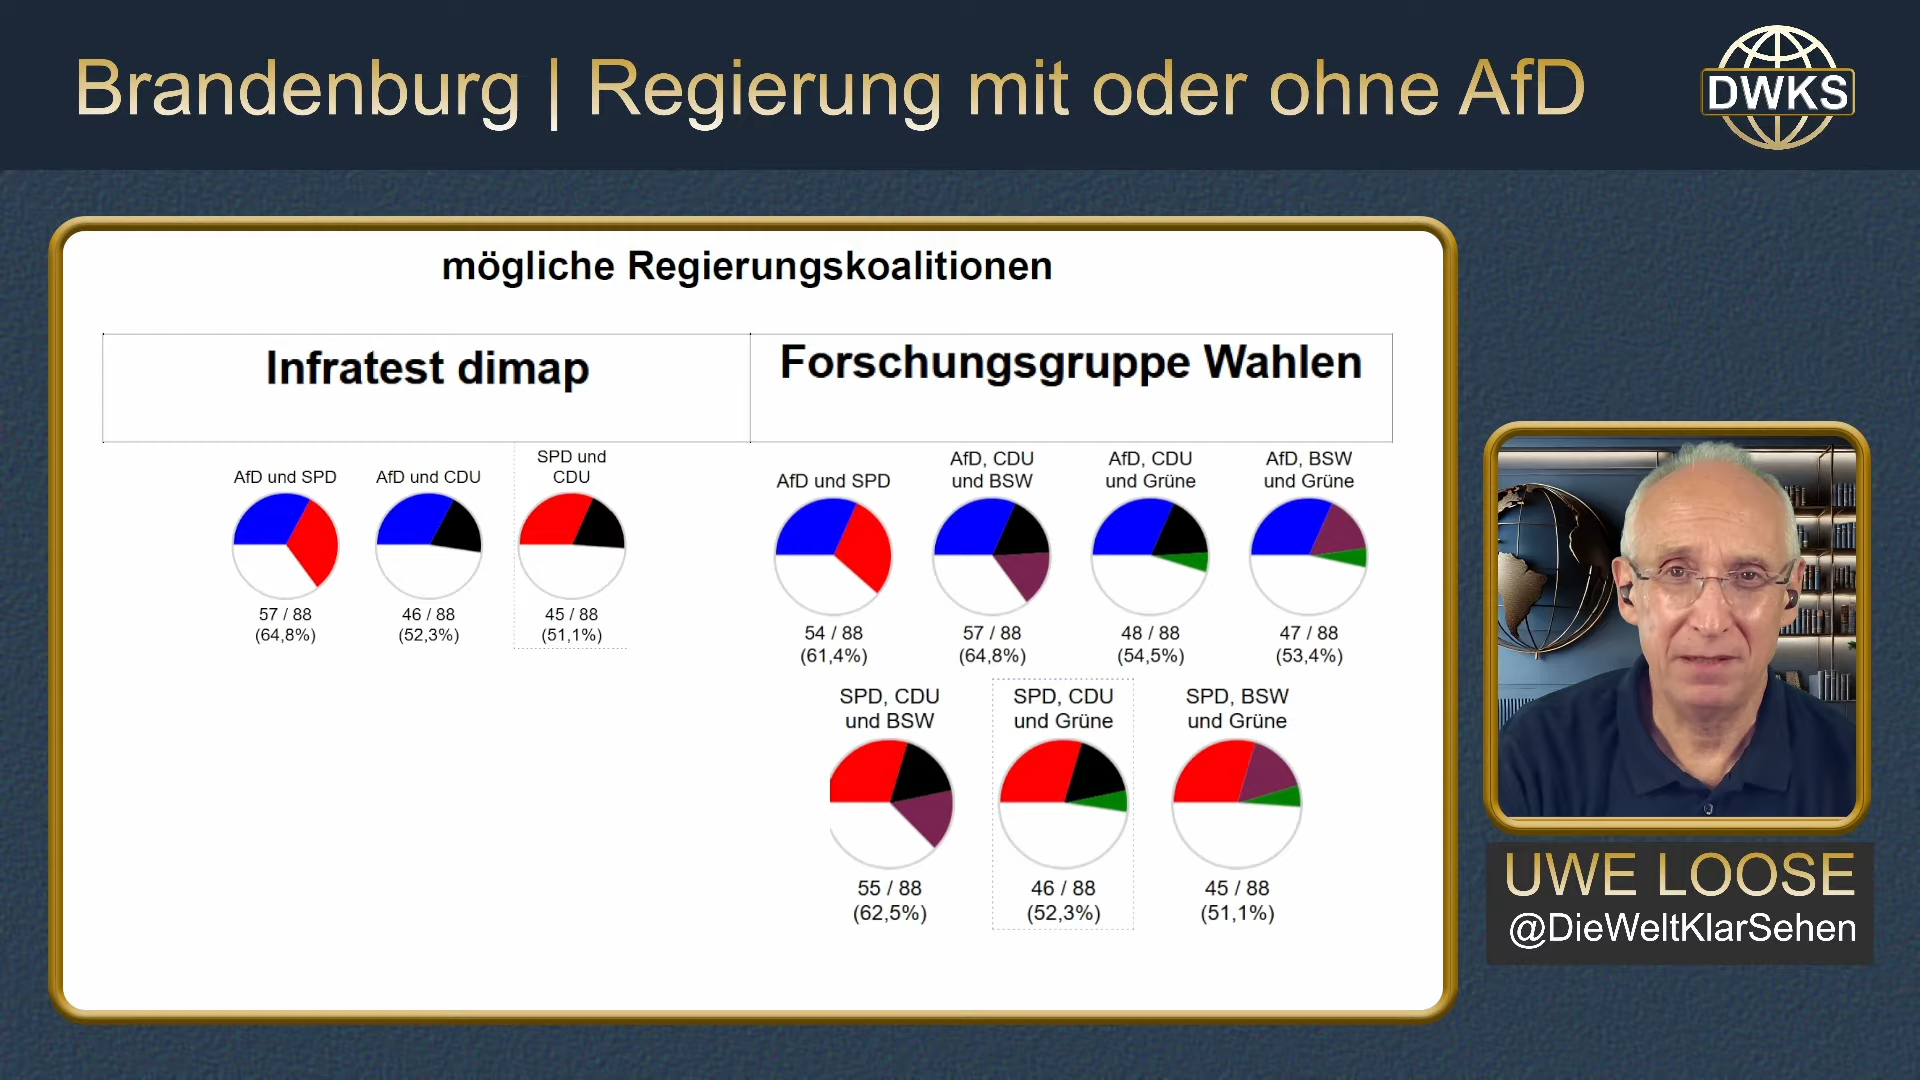 Brandenburg | Regierung mit oder ohne AfD
DWKS
mögliche Regierungskoalitionen
Infratest dimap
Forschungsgruppe Wahlen
AfD und SPD
57 / 88
(64,8%)
AfD und CDU
46 / 88
(52,3%)
SPD und
CDU
45 / 88
(51,1%)
AfD und SPD
54 / 88
(61,4%)
AfD, CDU
und BSW
57 / 88
(64,8%)
AfD, CDU
und Grüne
48 / 88
(54,5%)
AfD, BSW
und Grüne
47 / 88
(53,4%)
SPD, CDU
und BSW
55 / 88
(62,5%)
SPD, CDU
und Grüne
46 / 88
(52,3%)
SPD, BSW
und Grüne
45 / 88
(51,1%)
UWE LOOSE
@DieWeltKlarSehen